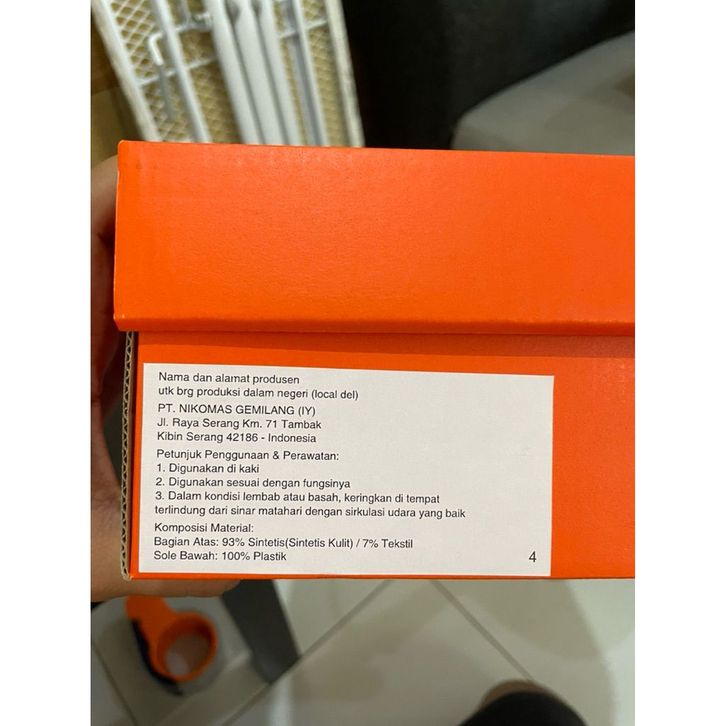 Nama dan alamat produsen
utk brg produksi dalam negeri (local del)
PT. NIKOMAS GEMILANG (IY)
Jl. Raya Serang Km. 71 Tambak
Kibin Serang 42186 - Indonesia
Petunjuk Penggunaan & Perawatan:
1. Digunakan di kaki
2. Digunakan sesuai dengan fungsinya
3. Dalam kondisi lembab atau basah, keringkan di tempat
terlindung dari sinar matahari dengan sirkulasi udara yang baik
Komposisi Material:
Bagian Atas: 93% Sintetis(Sintetis Kulit) / 7% Tekstil
Sole Bawah: 100% Plastik
4